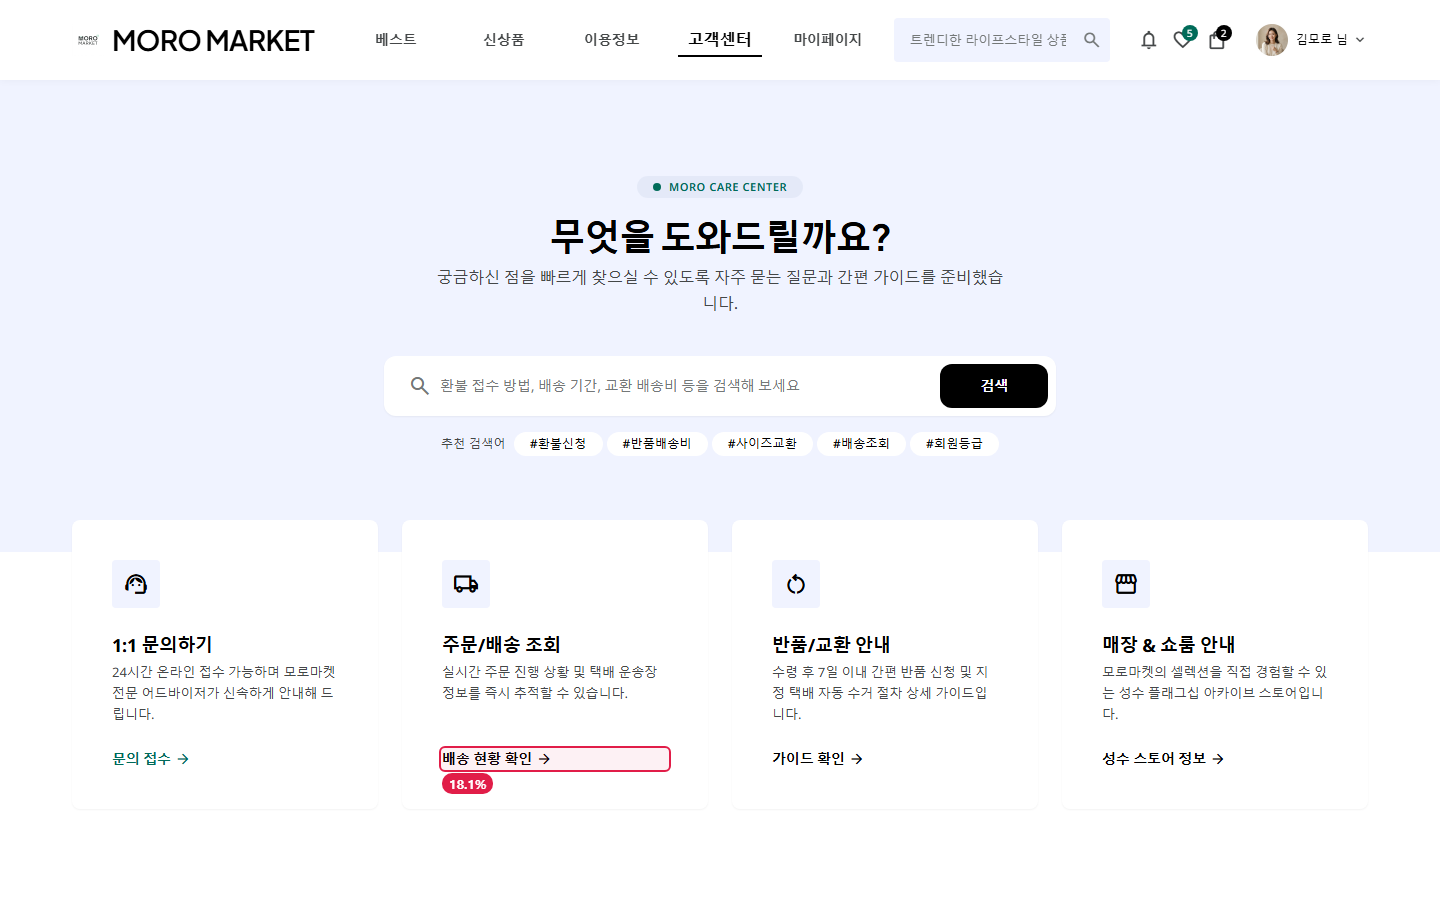 MORO MARKET
MORO MARKET
베스트
신상품
이용정보
고객센터
마이페이지
트렌디한 라이프스타일 상품
5
2
김모로 님
MORO CARE CENTER
무엇을 도와드릴까요?
궁금하신 점을 빠르게 찾으실 수 있도록 자주 묻는 질문과 간편 가이드를 준비했습
니다.
환불 접수 방법, 배송 기간, 교환 배송비 등을 검색해 보세요
검색
추천 검색어
#환불신청
#반품배송비
#사이즈교환
#배송조회
#회원등급
1:1 문의하기
24시간 온라인 접수 가능하며 모로마켓
전문 어드바이저가 신속하게 안내해 드
립니다.
문의 접수 →
주문/배송 조회
실시간 주문 진행 상황 및 택배 운송장
정보를 즉시 추적할 수 있습니다.
배송 현황 확인 →
18.1%
반품/교환 안내
수령 후 7일 이내 간편 반품 신청 및 지
정 택배 자동 수거 절차 상세 가이드입
니다.
가이드 확인 →
매장 & 쇼룸 안내
모로마켓의 셀렉션을 직접 경험할 수 있
는 성수 플래그십 아카이브 스토어입니
다.
성수 스토어 정보 →